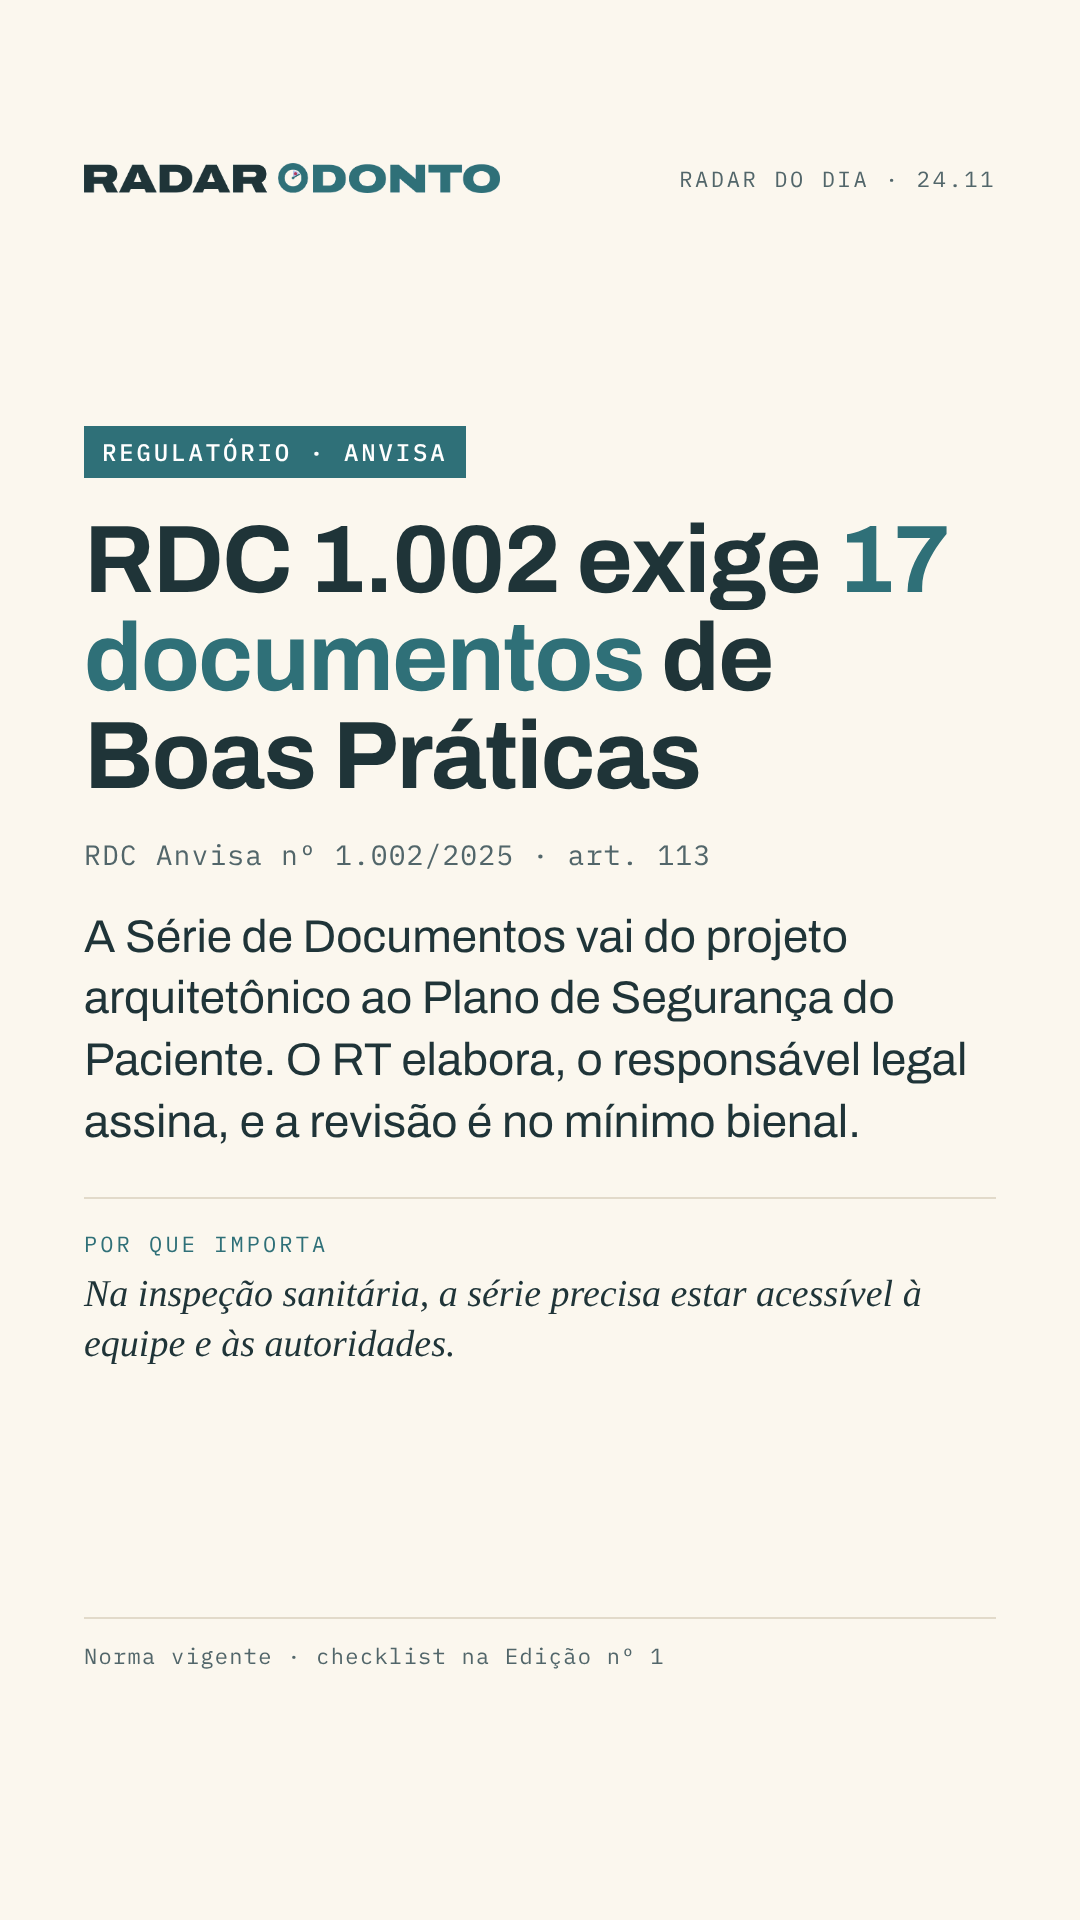 RADAR ODONTO
RADAR DO DIA · 24.11
REGULATÓRIO · ANVISA
RDC 1.002 exige 17
documentos de
Boas Práticas
RDC Anvisa nº 1.002/2025 · art. 113
A Série de Documentos vai do projeto
arquitetônico ao Plano de Segurança do
Paciente. O RT elabora, o responsável legal
assina, e a revisão é no mínimo bienal.
POR QUE IMPORTA
Na inspeção sanitária, a série precisa estar acessível à
equipe e às autoridades.
Norma vigente · checklist na Edição nº 1